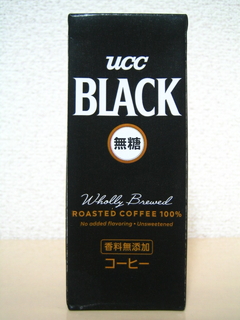 UCC
BLACK
無糖
Wholly Brewed
ROASTED COFFEE 100%
No added flavoring • Unsweetened
香料無添加
コーヒー